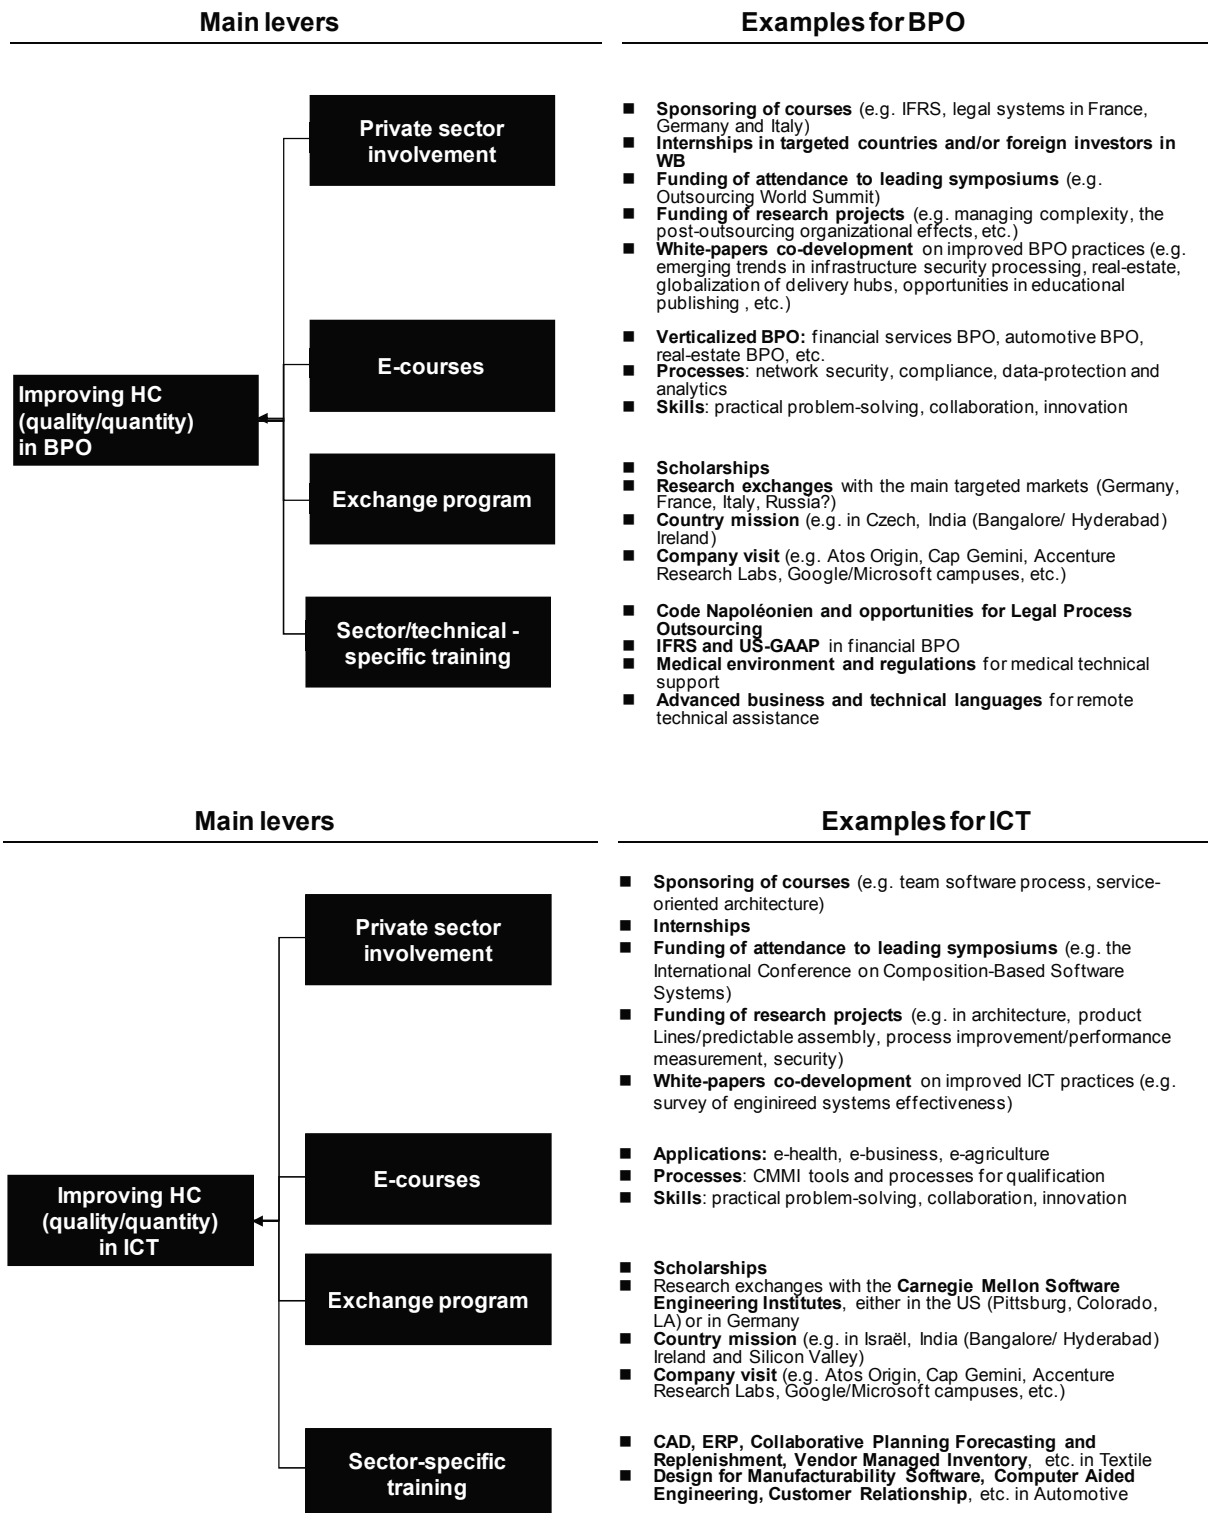 Main levers
Examples for BPO
Private sector
involvement
■ Sponsoring of courses (e.g. IFRS, legal systems in France,
Germany and Italy)
■ Internships in targeted countries and/or foreign investors in
WB
■ Funding of attendance to leading symposiums (e.g.
Outsourcing World Summit)
■ Funding of research projects (e.g. managing complexity, the
post-outsourcing organizational effects, etc.)
■ White-papers co-development on improved BPO practices (e.g.
emerging trends in infrastructure security processing, real-estate,
globalization of delivery hubs, opportunities in educational
publishing , etc.)
E-courses
■ Verticalized BPO: financial services BPO, automotive BPO,
real-estate BPO, etc.
■ Processes: network security, compliance, data-protection and
analytics
■ Skills: practical problem-solving, collaboration, innovation
Improving HC
(quality/quantity)
in BPO
Exchange program
■ Scholarships
■ Research exchanges with the main targeted markets (Germany,
France, Italy, Russia?)
■ Country mission (e.g. in Czech, India (Bangalore/ Hyderabad)
Ireland)
■ Company visit (e.g. Atos Origin, Cap Gemini, Accenture
Research Labs, Google/Microsoft campuses, etc.)
Sector/technical -
specific training
■ Code Napoléonien and opportunities for Legal Process
Outsourcing
■ IFRS and US-GAAP in financial BPO
■ Medical environment and regulations for medical technical
support
■ Advanced business and technical languages for remote
technical assistance
Main levers
Examples for ICT
Private sector
involvement
■ Sponsoring of courses (e.g. team software process, service-
oriented architecture)
■ Internships
■ Funding of attendance to leading symposiums (e.g. the
International Conference on Composition-Based Software
Systems)
■ Funding of research projects (e.g. in architecture, product
Lines/predictable assembly, process improvement/performance
measurement, security)
■ White-papers co-development on improved ICT practices (e.g.
survey of enginireed systems effectiveness)
E-courses
■ Applications: e-health, e-business, e-agriculture
■ Processes: CMMI tools and processes for qualification
■ Skills: practical problem-solving, collaboration, innovation
Improving HC
(quality/quantity)
in ICT
Exchange program
■ Scholarships
■ Research exchanges with the Carnegie Mellon Software
Engineering Institutes, either in the US (Pittsburg, Colorado,
LA) or in Germany
■ Country mission (e.g. in Israël, India (Bangalore/ Hyderabad)
Ireland and Silicon Valley)
■ Company visit (e.g. Atos Origin, Cap Gemini, Accenture
Research Labs, Google/Microsoft campuses, etc.)
Sector-specific
training
■ CAD, ERP, Collaborative Planning Forecasting and
Replenishment, Vendor Managed Inventory, etc. in Textile
■ Design for Manufacturability Software, Computer Aided
Engineering, Customer Relationship, etc. in Automotive